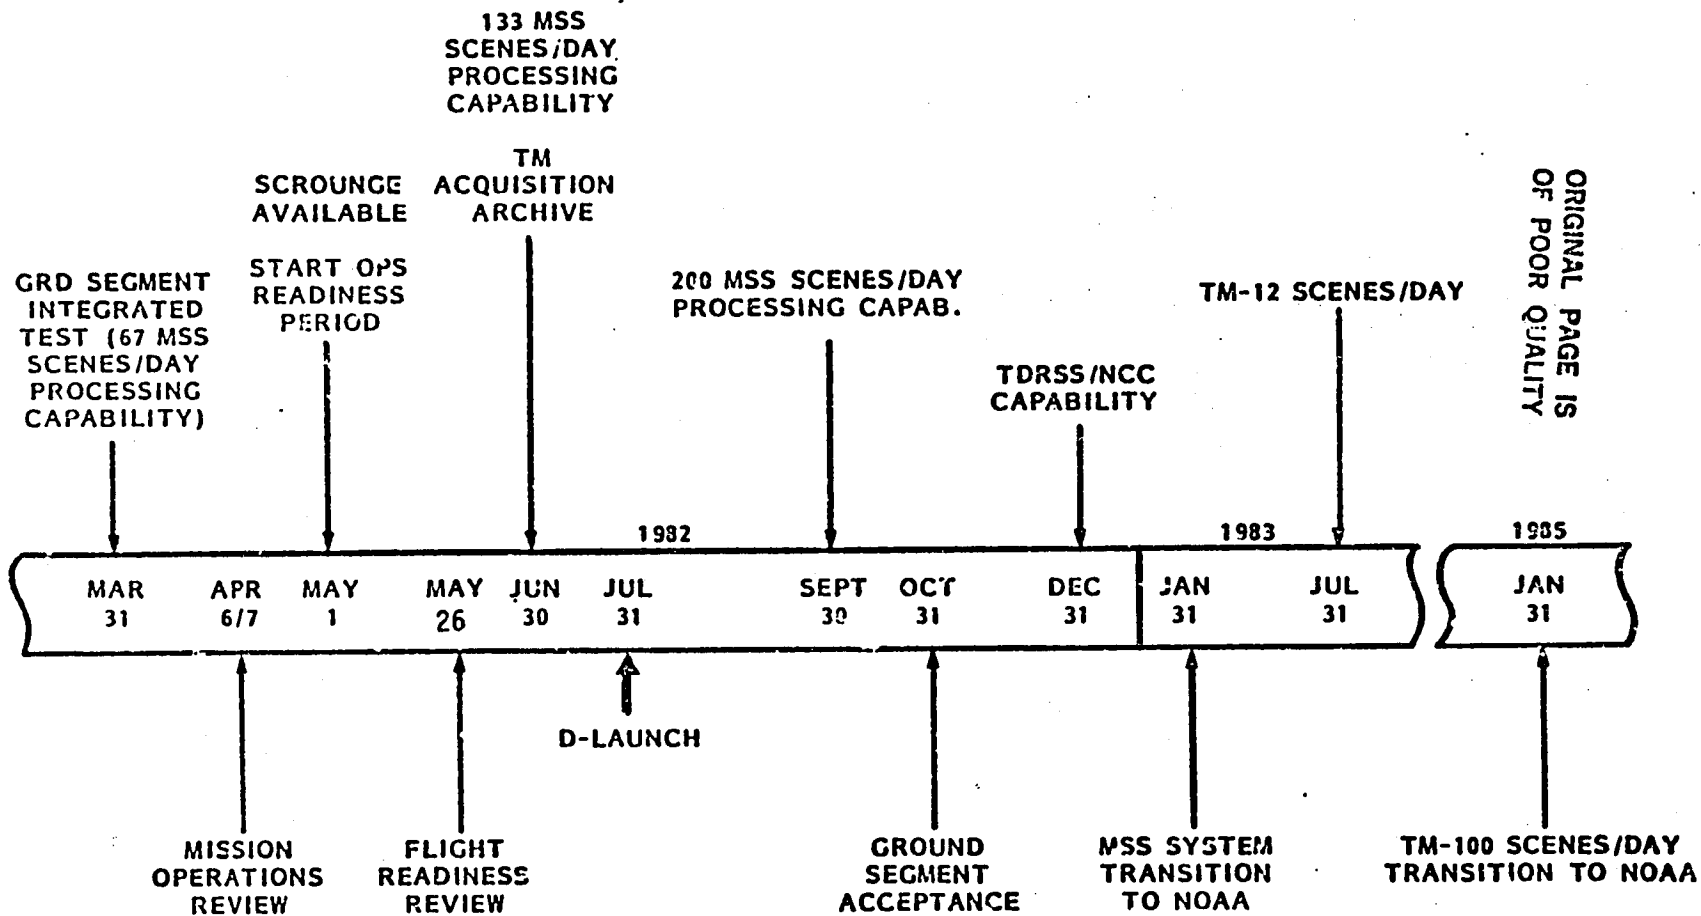 133 MSS
SCENES/DAY
PROCESSING
CAPABILITY
TM
ACQUISITION
ARCHIVE
SCROUNGE
AVAILABLE
START OPS
READINESS
PERIOD
GRD SEGMENT
INTEGRATED
TEST (67 MSS
SCENES/DAY
PROCESSING
CAPABILITY)
200 MSS SCENES/DAY
PROCESSING CAPAB.
TDRSS/NCC
CAPABILITY
TM-12 SCENES/DAY
ORIGINAL PAGE IS
OF POOR QUALITY
1982
1983
1985
MAR
31
APR
6/7
MAY
1
MAY
26
JUN
30
JUL
31
SEPT
30
OCT
31
DEC
31
JAN
31
JUL
31
JAN
31
D-LAUNCH
MISSION
OPERATIONS
REVIEW
FLIGHT
READINESS
REVIEW
GROUND
SEGMENT
ACCEPTANCE
MSS SYSTEM
TRANSITION
TO NOAA
TM-100 SCENES/DAY
TRANSITION TO NOAA